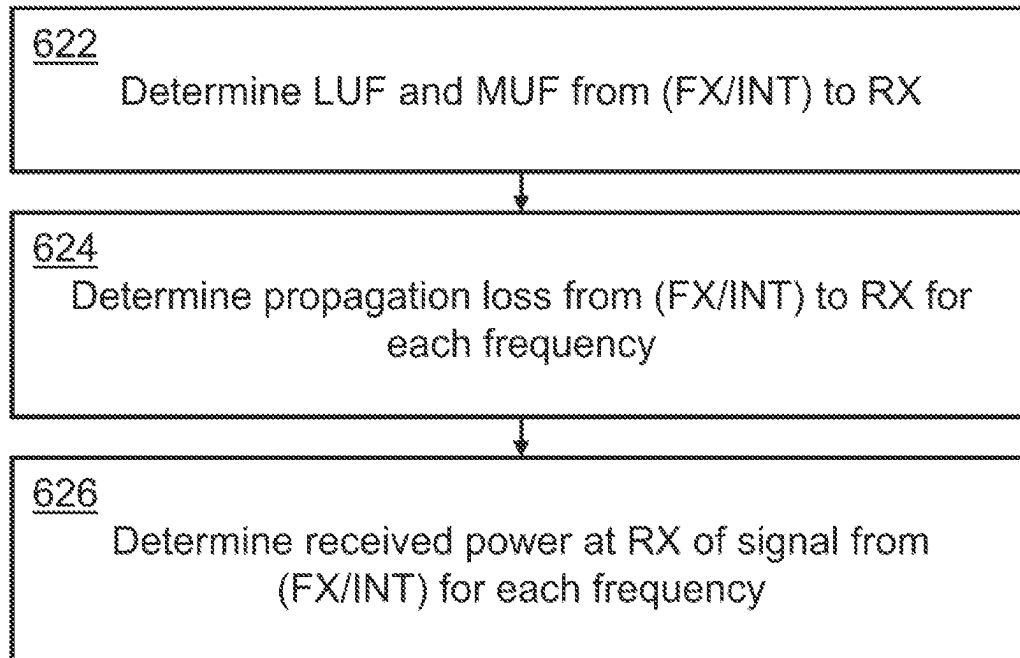 622
Determine LUF and MUF from (FX/INT) to RX
624
Determine propagation loss from (FX/INT) to RX for
each frequency
626
Determine received power at RX of signal from
(FX/INT) for each frequency